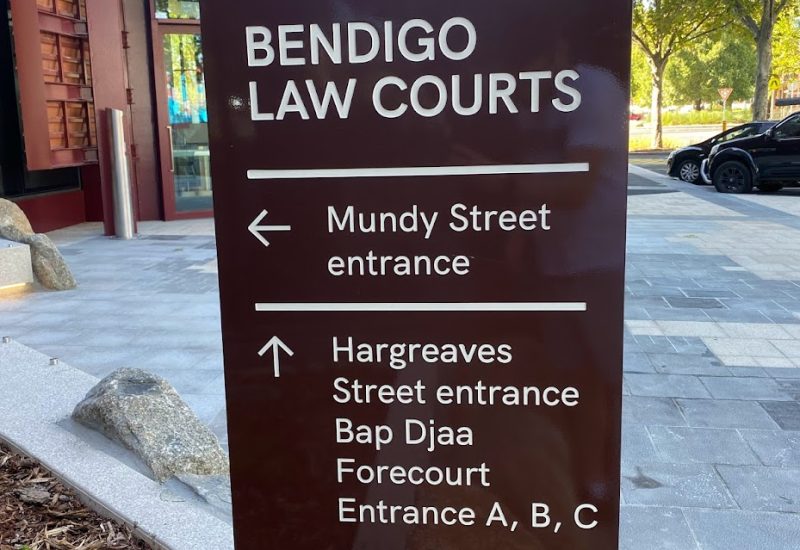 BENDIGO
LAW COURTS
← Mundy Street
entrance
↑ Hargreaves
Street entrance
Bap Djaa
Forecourt
Entrance A, B, C